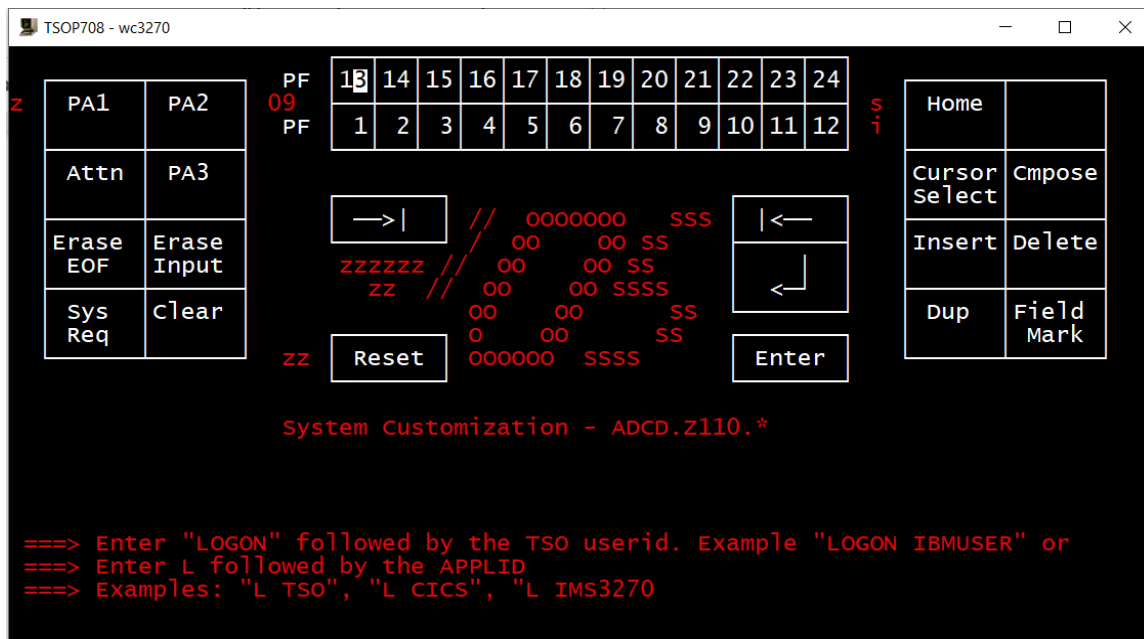 TSOP708 - wc3270
PF 13 14 15 16 17 18 19 20 21 22 23 24
z PA1 PA2 09 s Home
PF 1 2 3 4 5 6 7 8 9 10 11 12 i
Attn PA3 Cursor Cmpose
Select
—>| // OOOOOOO SSS |<—
Erase Erase / OO OO SS Insert Delete
EOF Input zzzzzz // OO OO SS
zz // OO OO SSSS <┘
Sys Clear OO OO SS Dup Field
Req O OO SS Mark
zz Reset OOOOOO SSSS Enter
System Customization - ADCD.Z110.*
===> Enter "LOGON" followed by the TSO userid. Example "LOGON IBMUSER" or
===> Enter L followed by the APPLID
===> Examples: "L TSO", "L CICS", "L IMS3270